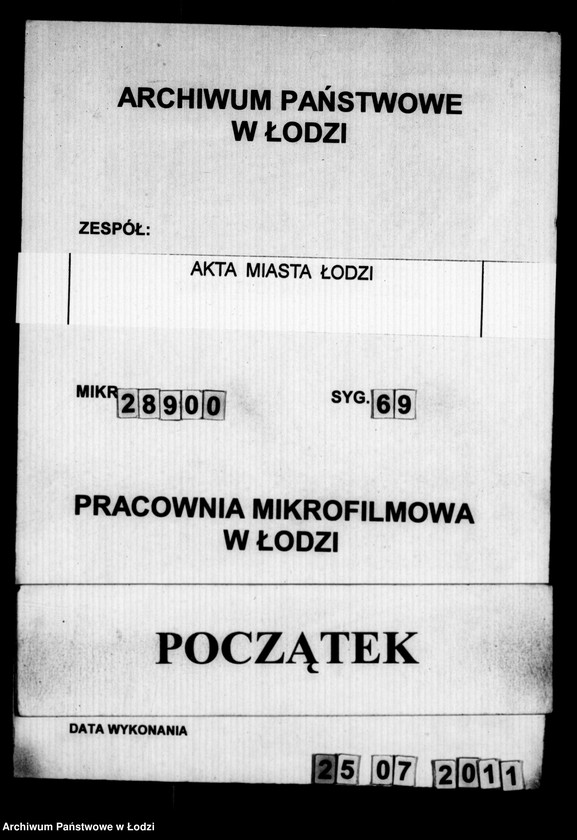 ARCHIWUM PAŃSTWOWE
W ŁODZI
ZESPÓŁ:
AKTA MIASTA ŁODZI
MIKR 28900 SYG. 69
PRACOWNIA MIKROFILMOWA
W ŁODZI
POCZĄTEK
DATA WYKONANIA
25 07 2011
Archiwum Państwowe w Łodzi